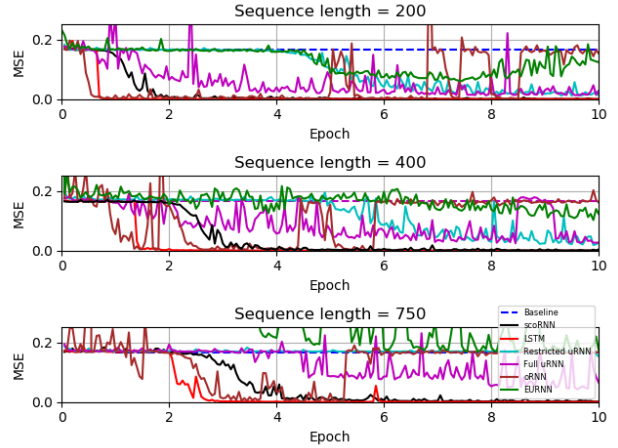 Sequence length = 200
0.2
MSE
0.0
0 2 4 6 8 10
Epoch
Sequence length = 400
0.2
MSE
0.0
0 2 4 6 8 10
Epoch
Sequence length = 750
0.2
MSE
0.0
0 2 4 6 8 10
Epoch
Baseline
scoRNN
LSTM
Restricted uRNN
Full uRNN
oRNN
EURNN